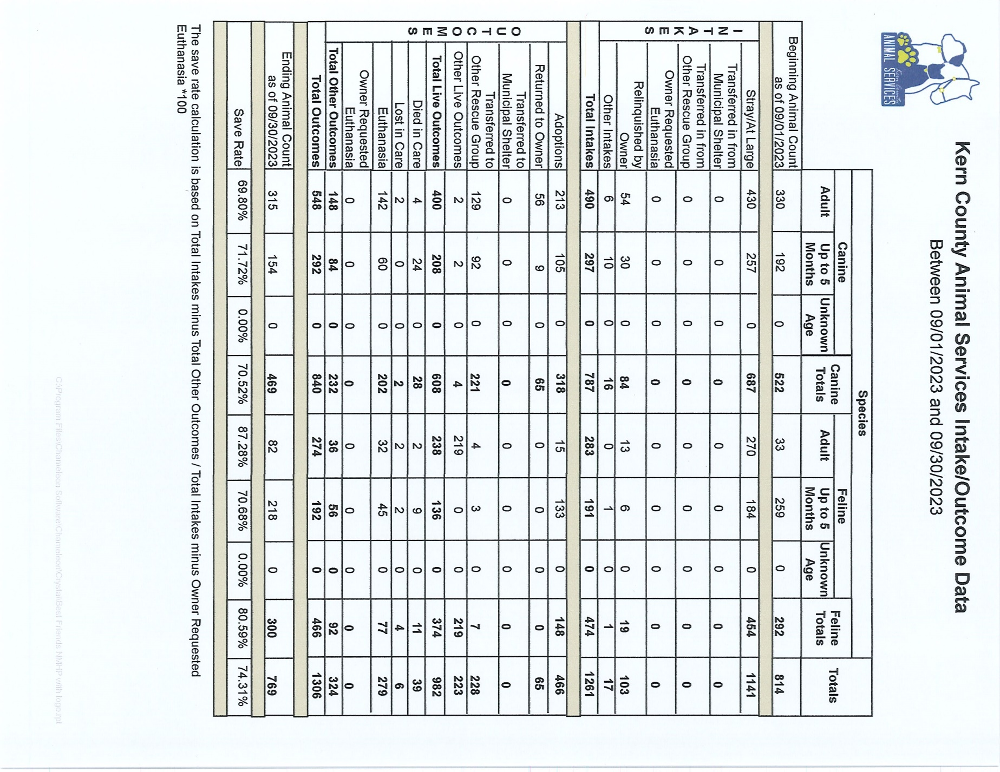 Kern County
ANIMAL SERVICES
Kern County Animal Services Intake/Outcome Data
Between 09/01/2023 and 09/30/2023
Species
Canine Canine Totals Feline Feline Totals Totals
Adult Up to 5 Months Unknown Age Adult Up to 5 Months Unknown Age
Beginning Animal Count
as of 09/01/2023 330 192 0 522 33 259 0 292 814
INTAKES
Stray/At Large 430 257 0 687 270 184 0 454 1141
Transferred in from
Municipal Shelter 0 0 0 0 0 0 0 0 0
Transferred in from
Other Rescue Group 0 0 0 0 0 0 0 0 0
Owner Requested
Euthanasia 0 0 0 0 0 0 0 0 0
Relinquished by
Owner 54 30 0 84 13 6 0 19 103
Other Intakes 6 10 0 16 0 1 0 1 17
Total Intakes 490 297 0 787 283 191 0 474 1261
OUTCOMES
Adoptions 213 105 0 318 15 133 0 148 466
Returned to Owner 56 9 0 65 0 0 0 0 65
Transferred to
Municipal Shelter 0 0 0 0 0 0 0 0 0
Transferred to
Other Rescue Group 129 92 0 221 4 3 0 7 228
Other Live Outcomes 2 2 0 4 219 0 0 219 223
Total Live Outcomes 400 208 0 608 238 136 0 374 982
Died in Care 4 24 0 28 2 9 0 11 39
Lost in Care 2 0 0 2 2 2 0 4 6
Euthanasia 142 60 0 202 32 45 0 77 279
Owner Requested
Euthanasia 0 0 0 0 0 0 0 0 0
Total Other Outcomes 148 84 0 232 36 56 0 92 324
Total Outcomes 548 292 0 840 274 192 0 466 1306
Ending Animal Count
as of 09/30/2023 315 154 0 469 82 218 0 300 769
Save Rate 69.80% 71.72% 0.00% 70.52% 87.28% 70.68% 0.00% 80.59% 74.31%
The save rate calculation is based on Total Intakes minus Total Other Outcomes / Total Intakes minus Owner Requested
Euthanasia *100
C:\Program Files\Chameleon Software\Chameleon\Crystal\Best Friends NMHP with logo.rpt